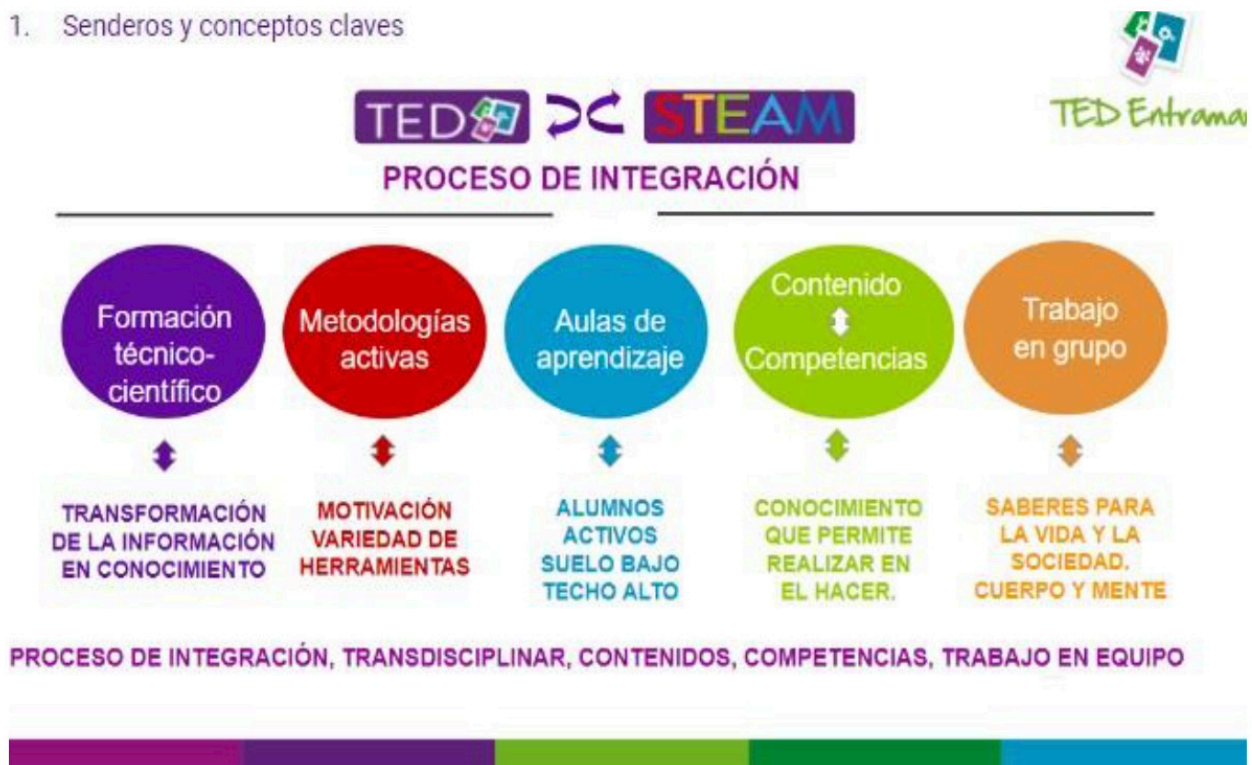 1. Senderos y conceptos claves
TED STEAM
TED Entramar
PROCESO DE INTEGRACIÓN
Formación
técnico-
científico
Metodologías
activas
Aulas de
aprendizaje
Contenido
Competencias
Trabajo
en grupo
TRANSFORMACIÓN
DE LA INFORMACIÓN
EN CONOCIMIENTO
MOTIVACIÓN
VARIEDAD DE
HERRAMIENTAS
ALUMNOS
ACTIVOS
SUELO BAJO
TECHO ALTO
CONOCIMIENTO
QUE PERMITE
REALIZAR EN
EL HACER.
SABERES PARA
LA VIDA Y LA
SOCIEDAD.
CUERPO Y MENTE
PROCESO DE INTEGRACIÓN, TRANSDISCIPLINAR, CONTENIDOS, COMPETENCIAS, TRABAJO EN EQUIPO